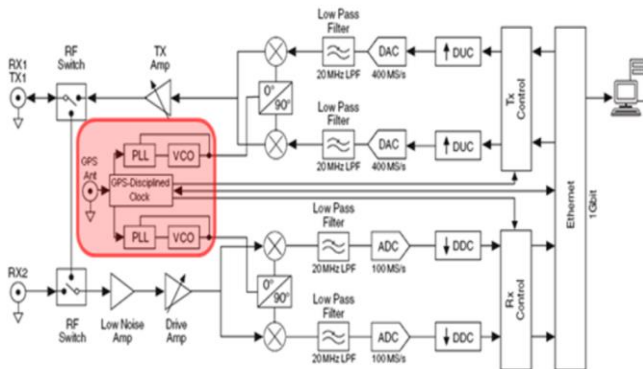 RX1
TX1
RF
Switch
TX
Amp
Low Pass
Filter
20 MHz LPF
DAC
400 MS/s
DUC
0°
90°
20 MHz LPF
DAC
400 MS/s
DUC
Tx
Control
Ethernet
1Gbit
GPS
Ant
PLL
VCO
GPS-Disciplined
Clock
PLL
VCO
RX2
RF
Switch
Low Noise
Amp
Drive
Amp
Low Pass
Filter
20 MHz LPF
ADC
100 MS/s
DDC
0°
90°
Low Pass
Filter
20 MHz LPF
ADC
100 MS/s
DDC
Rx
Control